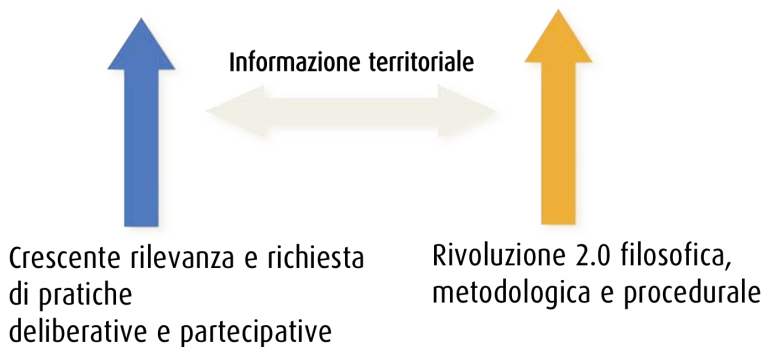 Informazione territoriale
Crescente rilevanza e richiesta
di pratiche
deliberative e partecipative
Rivoluzione 2.0 filosofica,
metodologica e procedurale